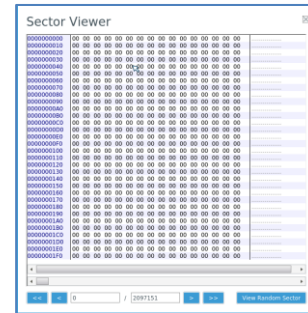 Sector Viewer
0000000000 00 00 00 00 00 00 00 00 00 00 00 00 00 00 00 00 ................
0000000010 00 00 00 00 00 00 00 00 00 00 00 00 00 00 00 00 ................
0000000020 00 00 00 00 00 00 00 00 00 00 00 00 00 00 00 00 ................
0000000030 00 00 00 00 00 00 00 00 00 00 00 00 00 00 00 00 ................
0000000040 00 00 00 00 00 00 00 00 00 00 00 00 00 00 00 00 ................
0000000050 00 00 00 00 00 00 00 00 00 00 00 00 00 00 00 00 ................
0000000060 00 00 00 00 00 00 00 00 00 00 00 00 00 00 00 00 ................
0000000070 00 00 00 00 00 00 00 00 00 00 00 00 00 00 00 00 ................
0000000080 00 00 00 00 00 00 00 00 00 00 00 00 00 00 00 00 ................
0000000090 00 00 00 00 00 00 00 00 00 00 00 00 00 00 00 00 ................
00000000A0 00 00 00 00 00 00 00 00 00 00 00 00 00 00 00 00 ................
00000000B0 00 00 00 00 00 00 00 00 00 00 00 00 00 00 00 00 ................
00000000C0 00 00 00 00 00 00 00 00 00 00 00 00 00 00 00 00 ................
00000000D0 00 00 00 00 00 00 00 00 00 00 00 00 00 00 00 00 ................
00000000E0 00 00 00 00 00 00 00 00 00 00 00 00 00 00 00 00 ................
00000000F0 00 00 00 00 00 00 00 00 00 00 00 00 00 00 00 00 ................
0000000100 00 00 00 00 00 00 00 00 00 00 00 00 00 00 00 00 ................
0000000110 00 00 00 00 00 00 00 00 00 00 00 00 00 00 00 00 ................
0000000120 00 00 00 00 00 00 00 00 00 00 00 00 00 00 00 00 ................
0000000130 00 00 00 00 00 00 00 00 00 00 00 00 00 00 00 00 ................
0000000140 00 00 00 00 00 00 00 00 00 00 00 00 00 00 00 00 ................
0000000150 00 00 00 00 00 00 00 00 00 00 00 00 00 00 00 00 ................
0000000160 00 00 00 00 00 00 00 00 00 00 00 00 00 00 00 00 ................
0000000170 00 00 00 00 00 00 00 00 00 00 00 00 00 00 00 00 ................
0000000180 00 00 00 00 00 00 00 00 00 00 00 00 00 00 00 00 ................
0000000190 00 00 00 00 00 00 00 00 00 00 00 00 00 00 00 00 ................
00000001A0 00 00 00 00 00 00 00 00 00 00 00 00 00 00 00 00 ................
00000001B0 00 00 00 00 00 00 00 00 00 00 00 00 00 00 00 00 ................
00000001C0 00 00 00 00 00 00 00 00 00 00 00 00 00 00 00 00 ................
00000001D0 00 00 00 00 00 00 00 00 00 00 00 00 00 00 00 00 ................
00000001E0 00 00 00 00 00 00 00 00 00 00 00 00 00 00 00 00 ................
00000001F0 00 00 00 00 00 00 00 00 00 00 00 00 00 00 00 00 ................
<< < 0 / 2097151 > >> View Random Sector